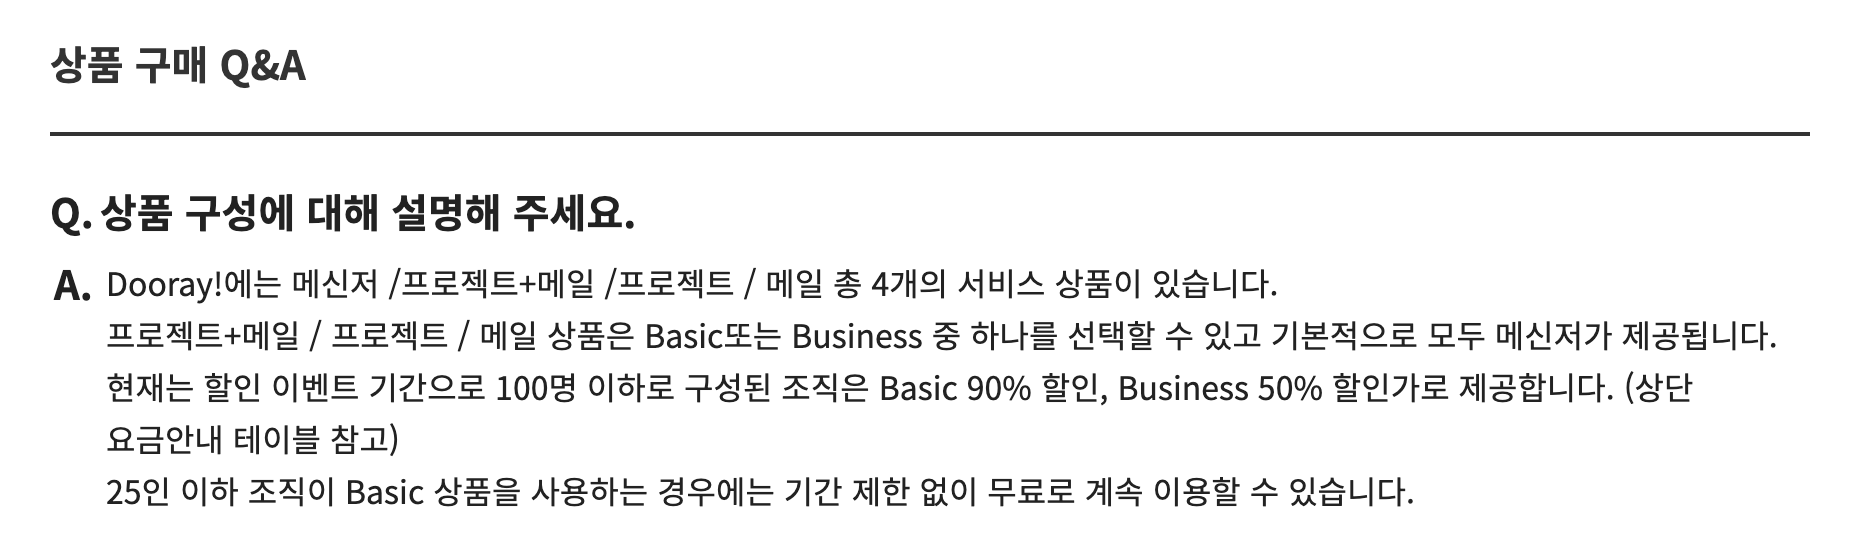 상품 구매 Q&A
Q. 상품 구성에 대해 설명해 주세요.
A. Dooray!에는 메신저 /프로젝트+메일 /프로젝트 / 메일 총 4개의 서비스 상품이 있습니다.
프로젝트+메일 / 프로젝트 / 메일 상품은 Basic또는 Business 중 하나를 선택할 수 있고 기본적으로 모두 메신저가 제공됩니다.
현재는 할인 이벤트 기간으로 100명 이하로 구성된 조직은 Basic 90% 할인, Business 50% 할인가로 제공합니다. (상단
요금안내 테이블 참고)
25인 이하 조직이 Basic 상품을 사용하는 경우에는 기간 제한 없이 무료로 계속 이용할 수 있습니다.